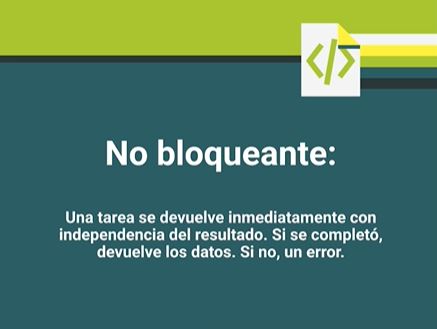 </>
No bloqueante:
Una tarea se devuelve inmediatamente con
independencia del resultado. Si se completó,
devuelve los datos. Si no, un error.